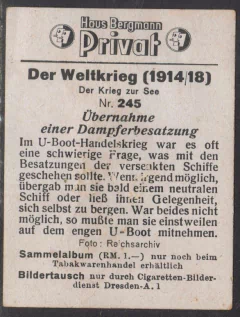 Haus Bergmann
Privat
Der Weltkrieg (1914/18)
Der Krieg zur See
Nr. 245
Übernahme
einer Dampferbesatzung
Im U-Boot-Handelskrieg war es oft
eine schwierige Frage, was mit den
Besatzungen der versenkten Schiffe
geschehen sollte. Wenn irgend möglich,
übergab man sie bald einem neutralen
Schiff oder ließ ihnen Gelegenheit,
sich selbst zu bergen. War beides nicht
möglich, so mußte man sie einstweilen
auf dem engen U-Boot mitnehmen.
Foto: Reichsarchiv
Sammelalbum (RM. 1.—) nur noch beim
Tabakwarenhandel erhältlich
Bildertausch nur durch Cigaretten-Bilder-
dienst Dresden-A. 1